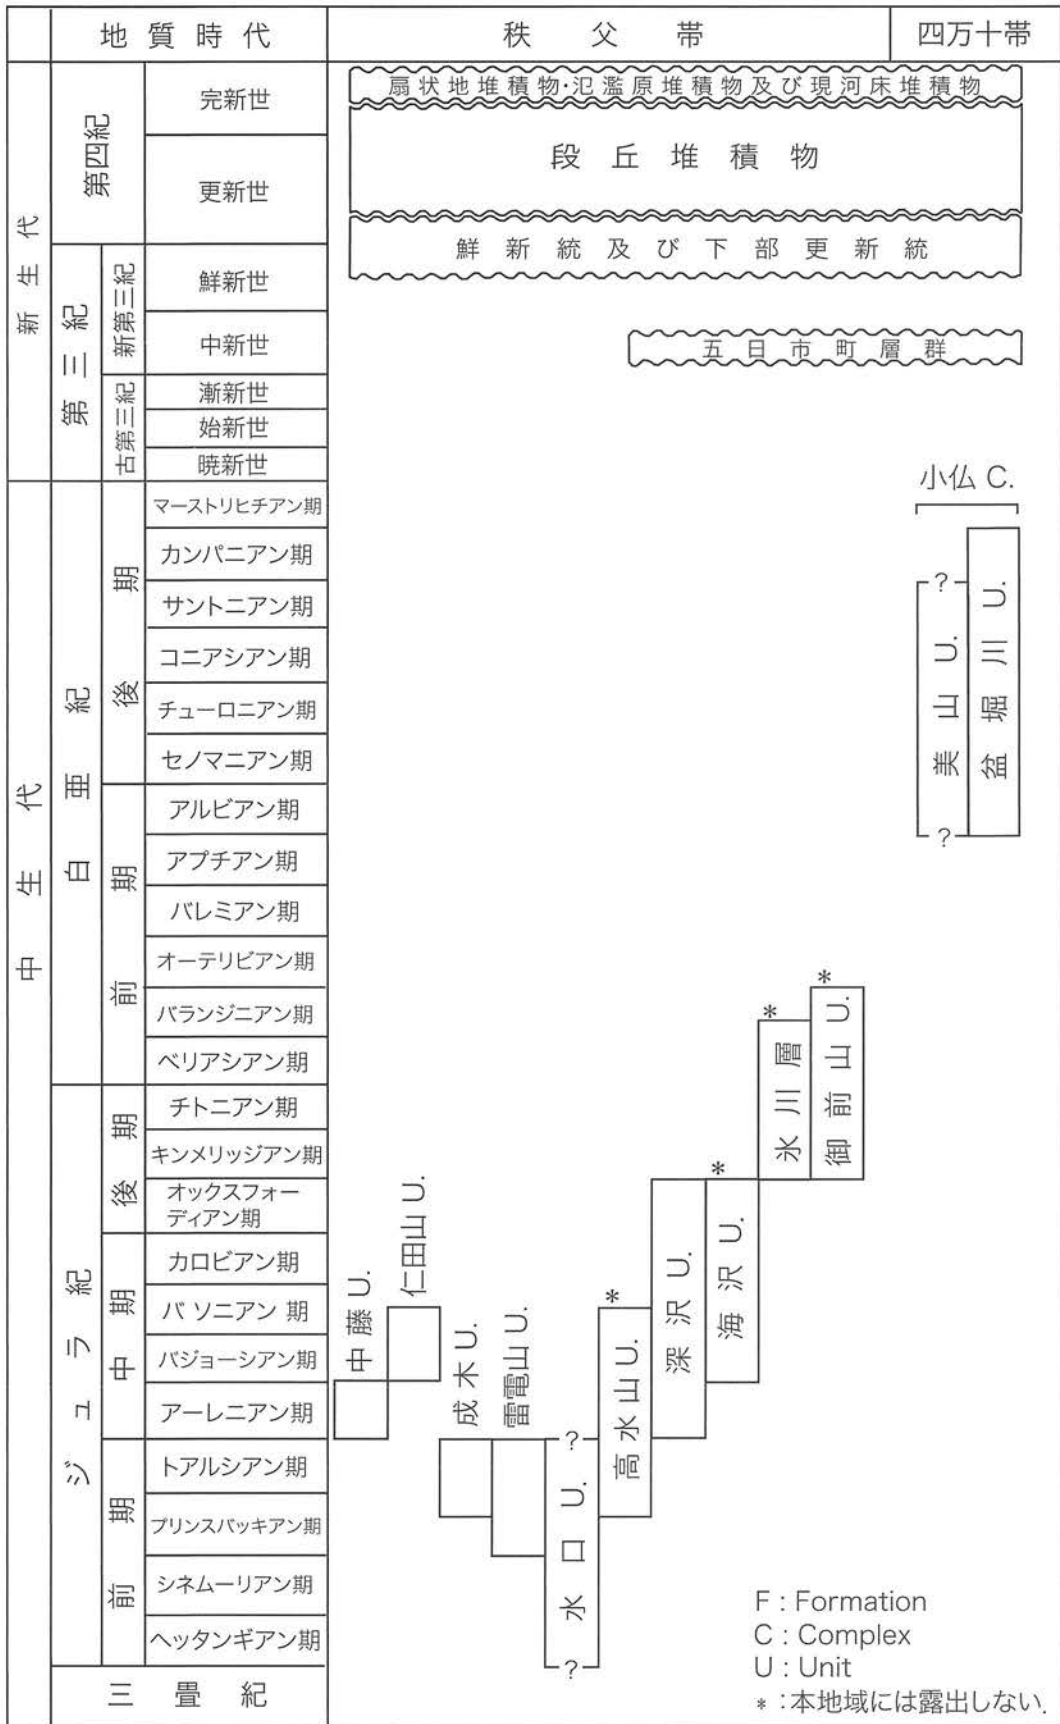 地質時代
秩父帯
四万十帯
新生代
第四紀
完新世
更新世
第三紀
新第三紀
鮮新世
中新世
古第三紀
漸新世
始新世
暁新世
中生代
白亜紀
後期
マーストリヒチアン期
カンパニアン期
サントニアン期
コニアシアン期
チューロニアン期
セノマニアン期
前期
アルビアン期
アプチアン期
バレミアン期
オーテリビアン期
バランジニアン期
ベリアシアン期
ジュラ紀
後期
チトニアン期
キンメリッジアン期
オックスフォー
ディアン期
中期
カロビアン期
バソニアン期
バジョーシアン期
アーレニアン期
前期
トアルシアン期
プリンスバッキアン期
シネムーリアン期
ヘッタンギアン期
三畳紀
扇状地堆積物・氾濫原堆積物及び現河床堆積物
段丘堆積物
鮮新統及び下部更新統
五日市町層群
小仏 C.
?
美山 U.
?
盆堀川 U.
中藤 U.
仁田山 U.
成木 U.
雷電山 U.
?
水口 U.
?
*
高水山 U.
深沢 U.
*
海沢 U.
*
氷川層
*
御前山 U.
F : Formation
C : Complex
U : Unit
* : 本地域には露出しない.